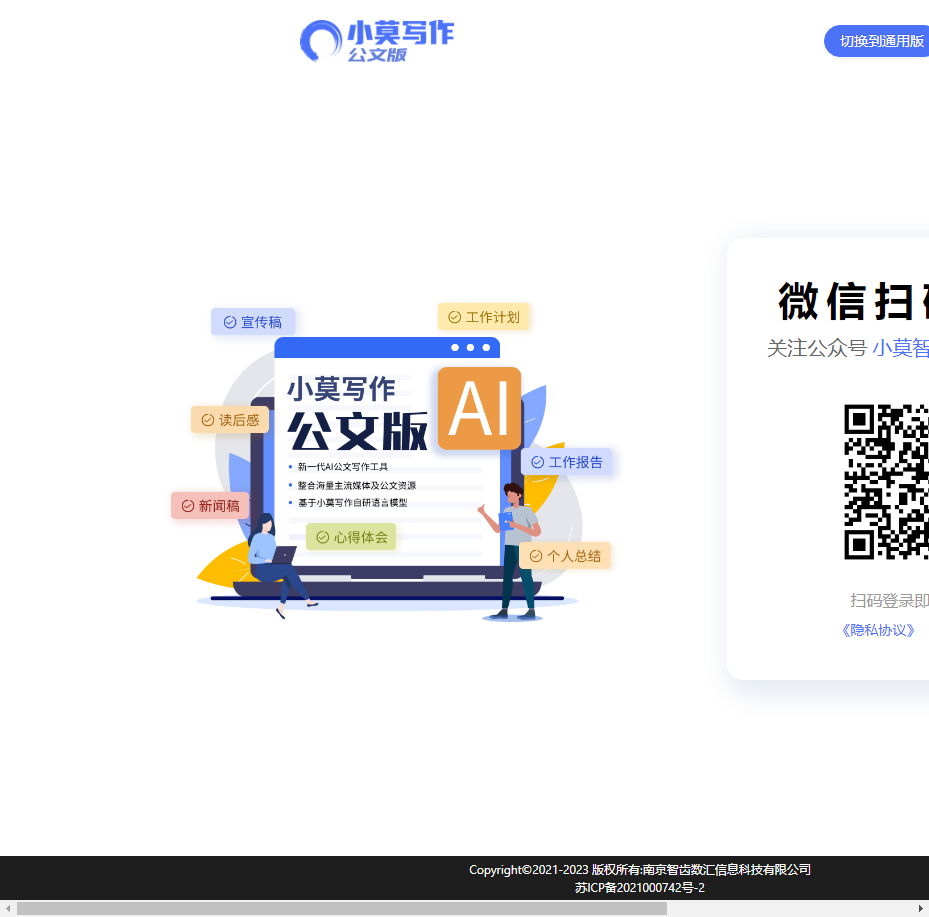 小莫写作
公文版
切换到通用版
宣传稿
工作计划
小莫写作
公文版
AI
读后感
新一代AI公文写作工具
整合海量主流媒体及公文资源
基于小莫写作自研语言模型
工作报告
新闻稿
心得体会
个人总结
微信扫
关注公众号 小莫智
扫码登录即
《隐私协议》
Copyright©2021-2023 版权所有:南京智齿数汇信息科技有限公司
苏ICP备2021000742号-2